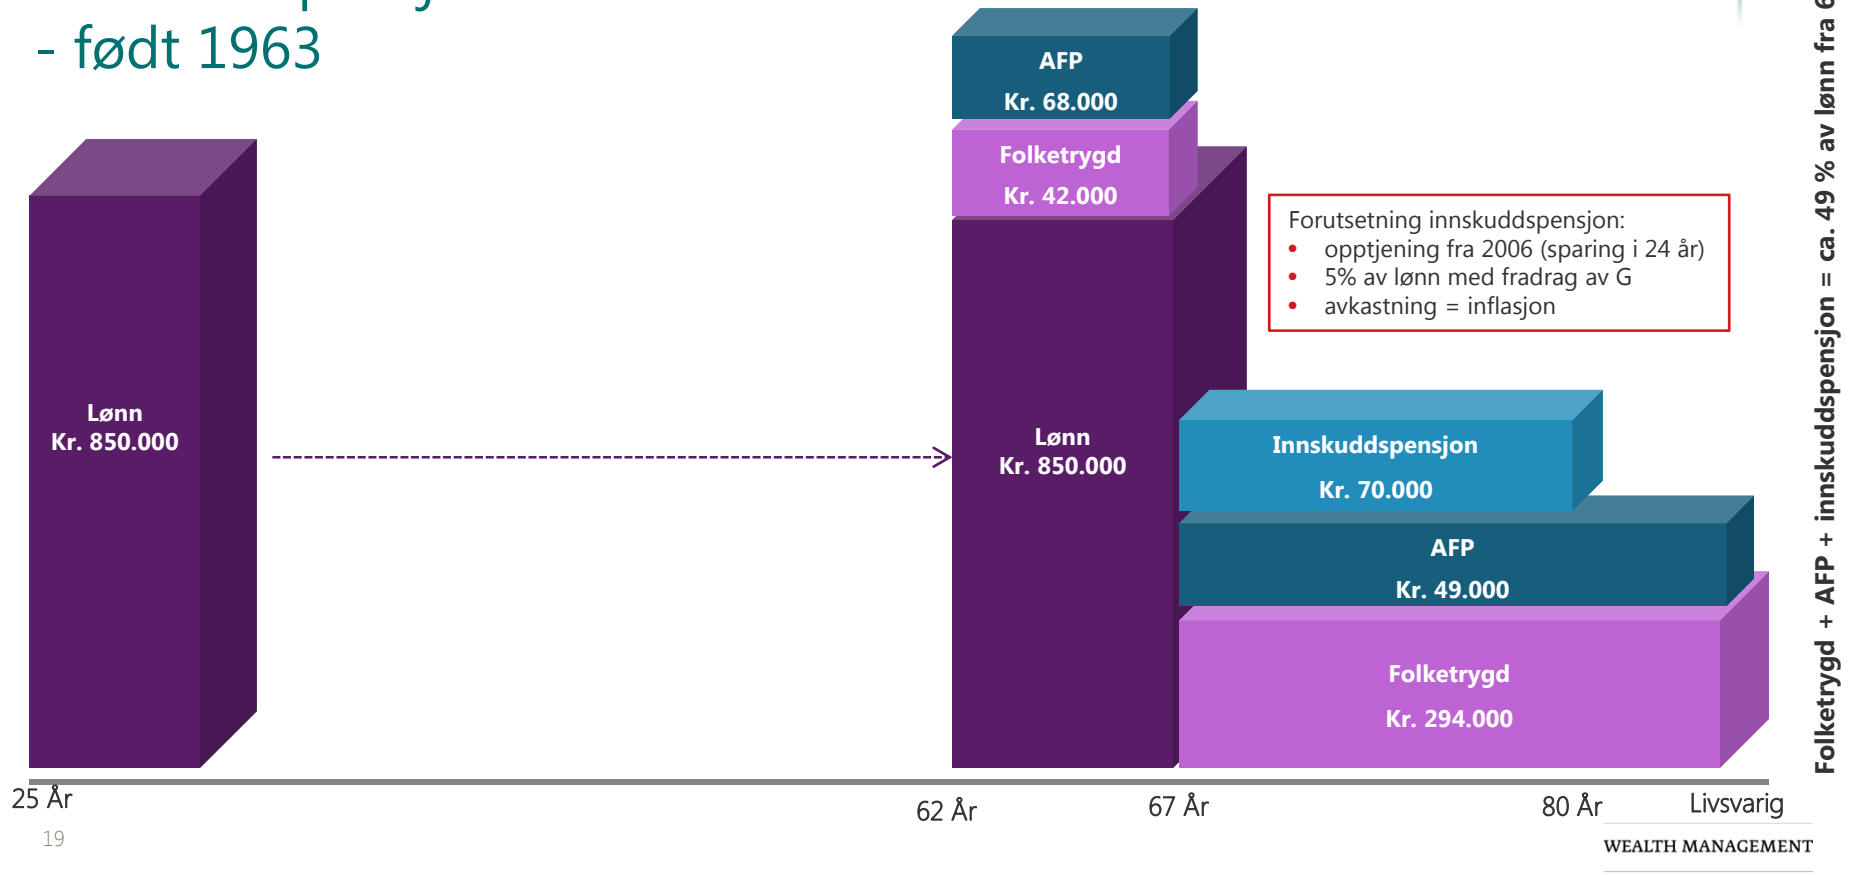 - født 1963
AFP
Kr. 68.000
Folketrygd
Kr. 42.000
Lønn
Kr. 850.000
Lønn
Kr. 850.000
Forutsetning innskuddspensjon:
• opptjening fra 2006 (sparing i 24 år)
• 5% av lønn med fradrag av G
• avkastning = inflasjon
Innskuddspensjon
Kr. 70.000
AFP
Kr. 49.000
Folketrygd
Kr. 294.000
Folketrygd + AFP + innskuddspensjon = ca. 49 % av lønn fra
25 År
62 År
67 År
80 År
Livsvarig
19
WEALTH MANAGEMENT